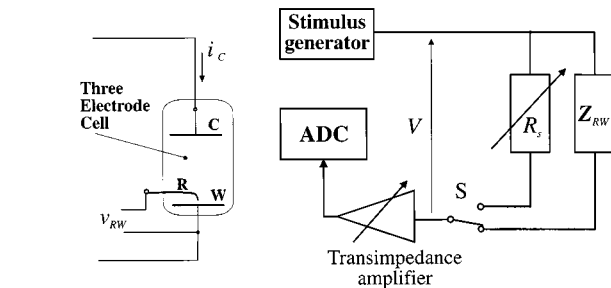 i_C
Three
Electrode
Cell
C
R
W
v_RW
Stimulus
generator
ADC
V
R_s
Z_RW
S
Transimpedance
amplifier